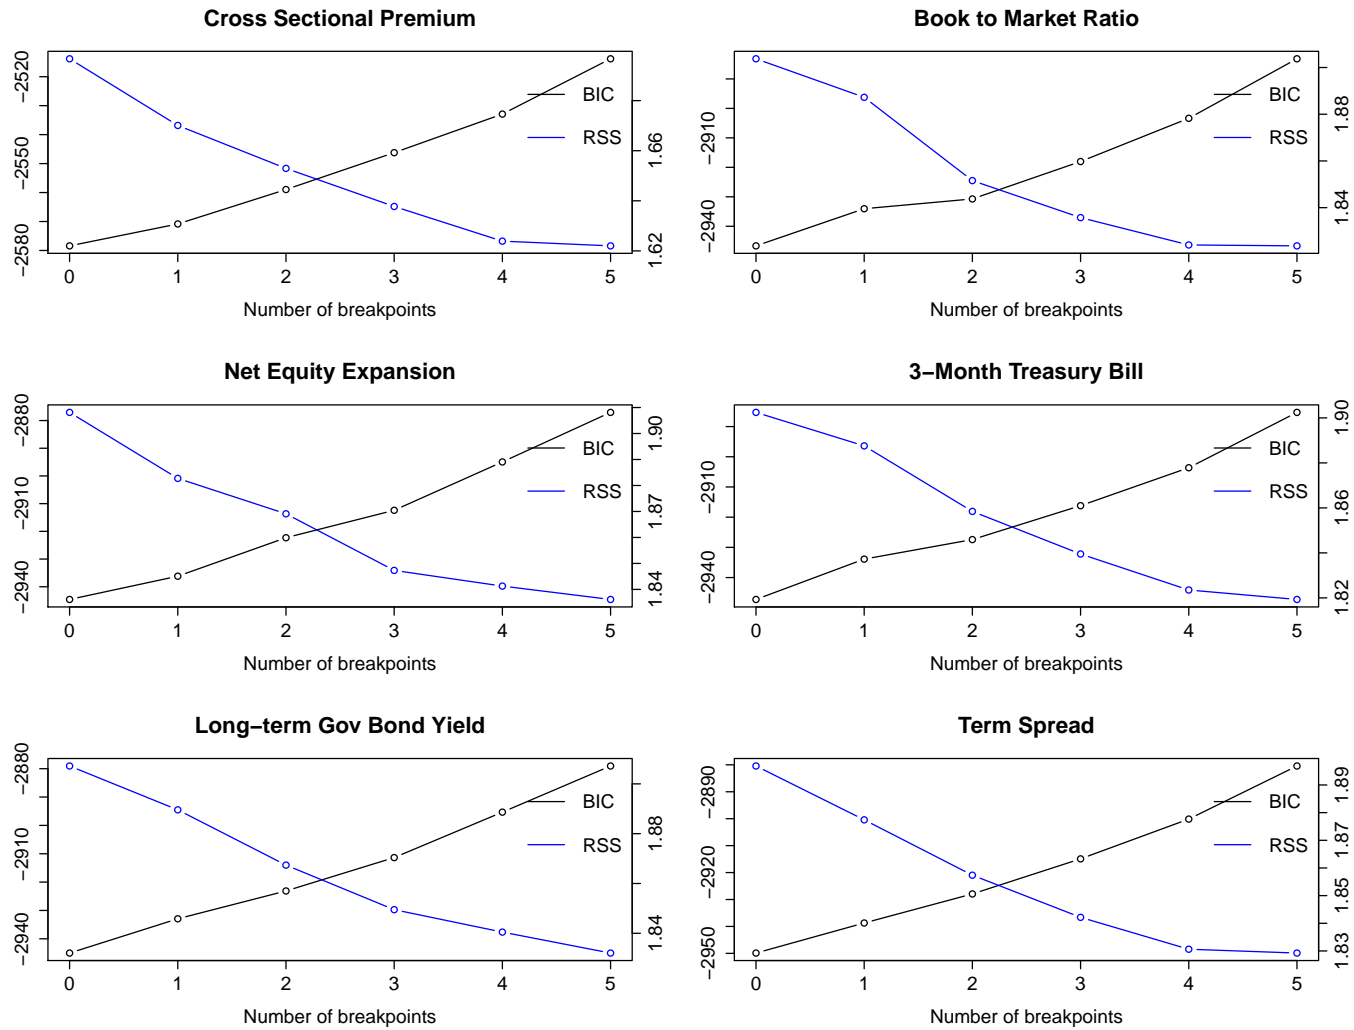 Cross Sectional Premium
−2520
−2550
−2580
1.66
1.62
BIC
RSS
0 1 2 3 4 5
Number of breakpoints
Book to Market Ratio
−2910
−2940
1.88
1.84
BIC
RSS
0 1 2 3 4 5
Number of breakpoints
Net Equity Expansion
−2880
−2910
−2940
1.90
1.87
1.84
BIC
RSS
0 1 2 3 4 5
Number of breakpoints
3−Month Treasury Bill
−2910
−2940
1.90
1.86
1.82
BIC
RSS
0 1 2 3 4 5
Number of breakpoints
Long−term Gov Bond Yield
−2880
−2910
−2940
1.88
1.84
BIC
RSS
0 1 2 3 4 5
Number of breakpoints
Term Spread
−2890
−2920
−2950
1.89
1.87
1.85
1.83
BIC
RSS
0 1 2 3 4 5
Number of breakpoints